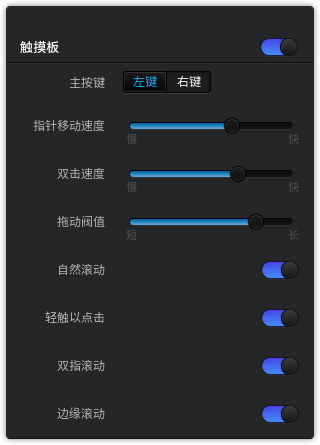 触摸板
主按键 左键 右键
指针移动速度
慢 快
双击速度
慢 快
拖动阀值
短 长
自然滚动
轻触以点击
双指滚动
边缘滚动